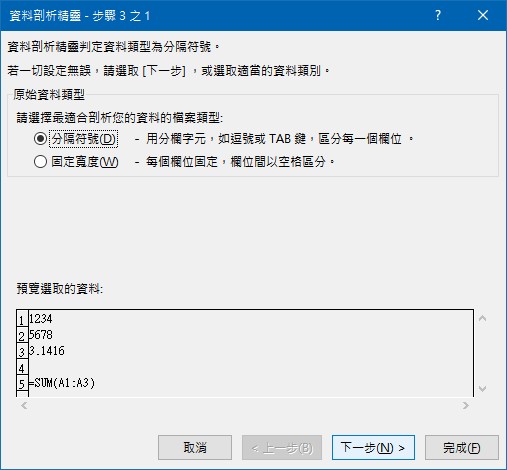 資料剖析精靈 - 步驟 3 之 1
資料剖析精靈判定資料類型為分隔符號。
若一切設定無誤，請選取 [下一步]，或選取適當的資料類別。
原始資料類型
請選擇最適合剖析您的資料的檔案類型:
分隔符號(D) - 用分欄字元，如逗號或 TAB 鍵，區分每一個欄位。
固定寬度(W) - 每個欄位固定，欄位間以空格區分。
預覽選取的資料:
1 1234
2 5678
3 3.1416
4
5 =SUM(A1:A3)
取消 < 上一步(B) 下一步(N) > 完成(F)